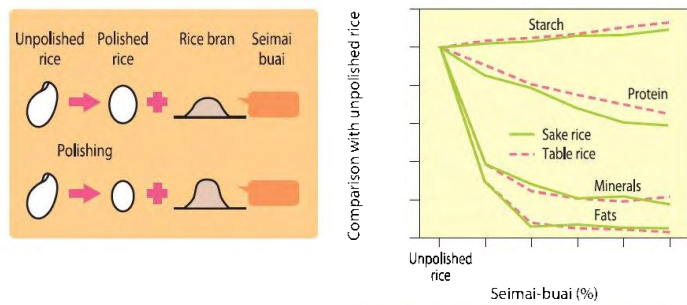 Unpolished rice
Polished rice
Rice bran
Seimai buai
Polishing
Comparison with unpolished rice
Starch
Protein
Sake rice
Table rice
Minerals
Fats
Unpolished rice
Seimai-buai (%)